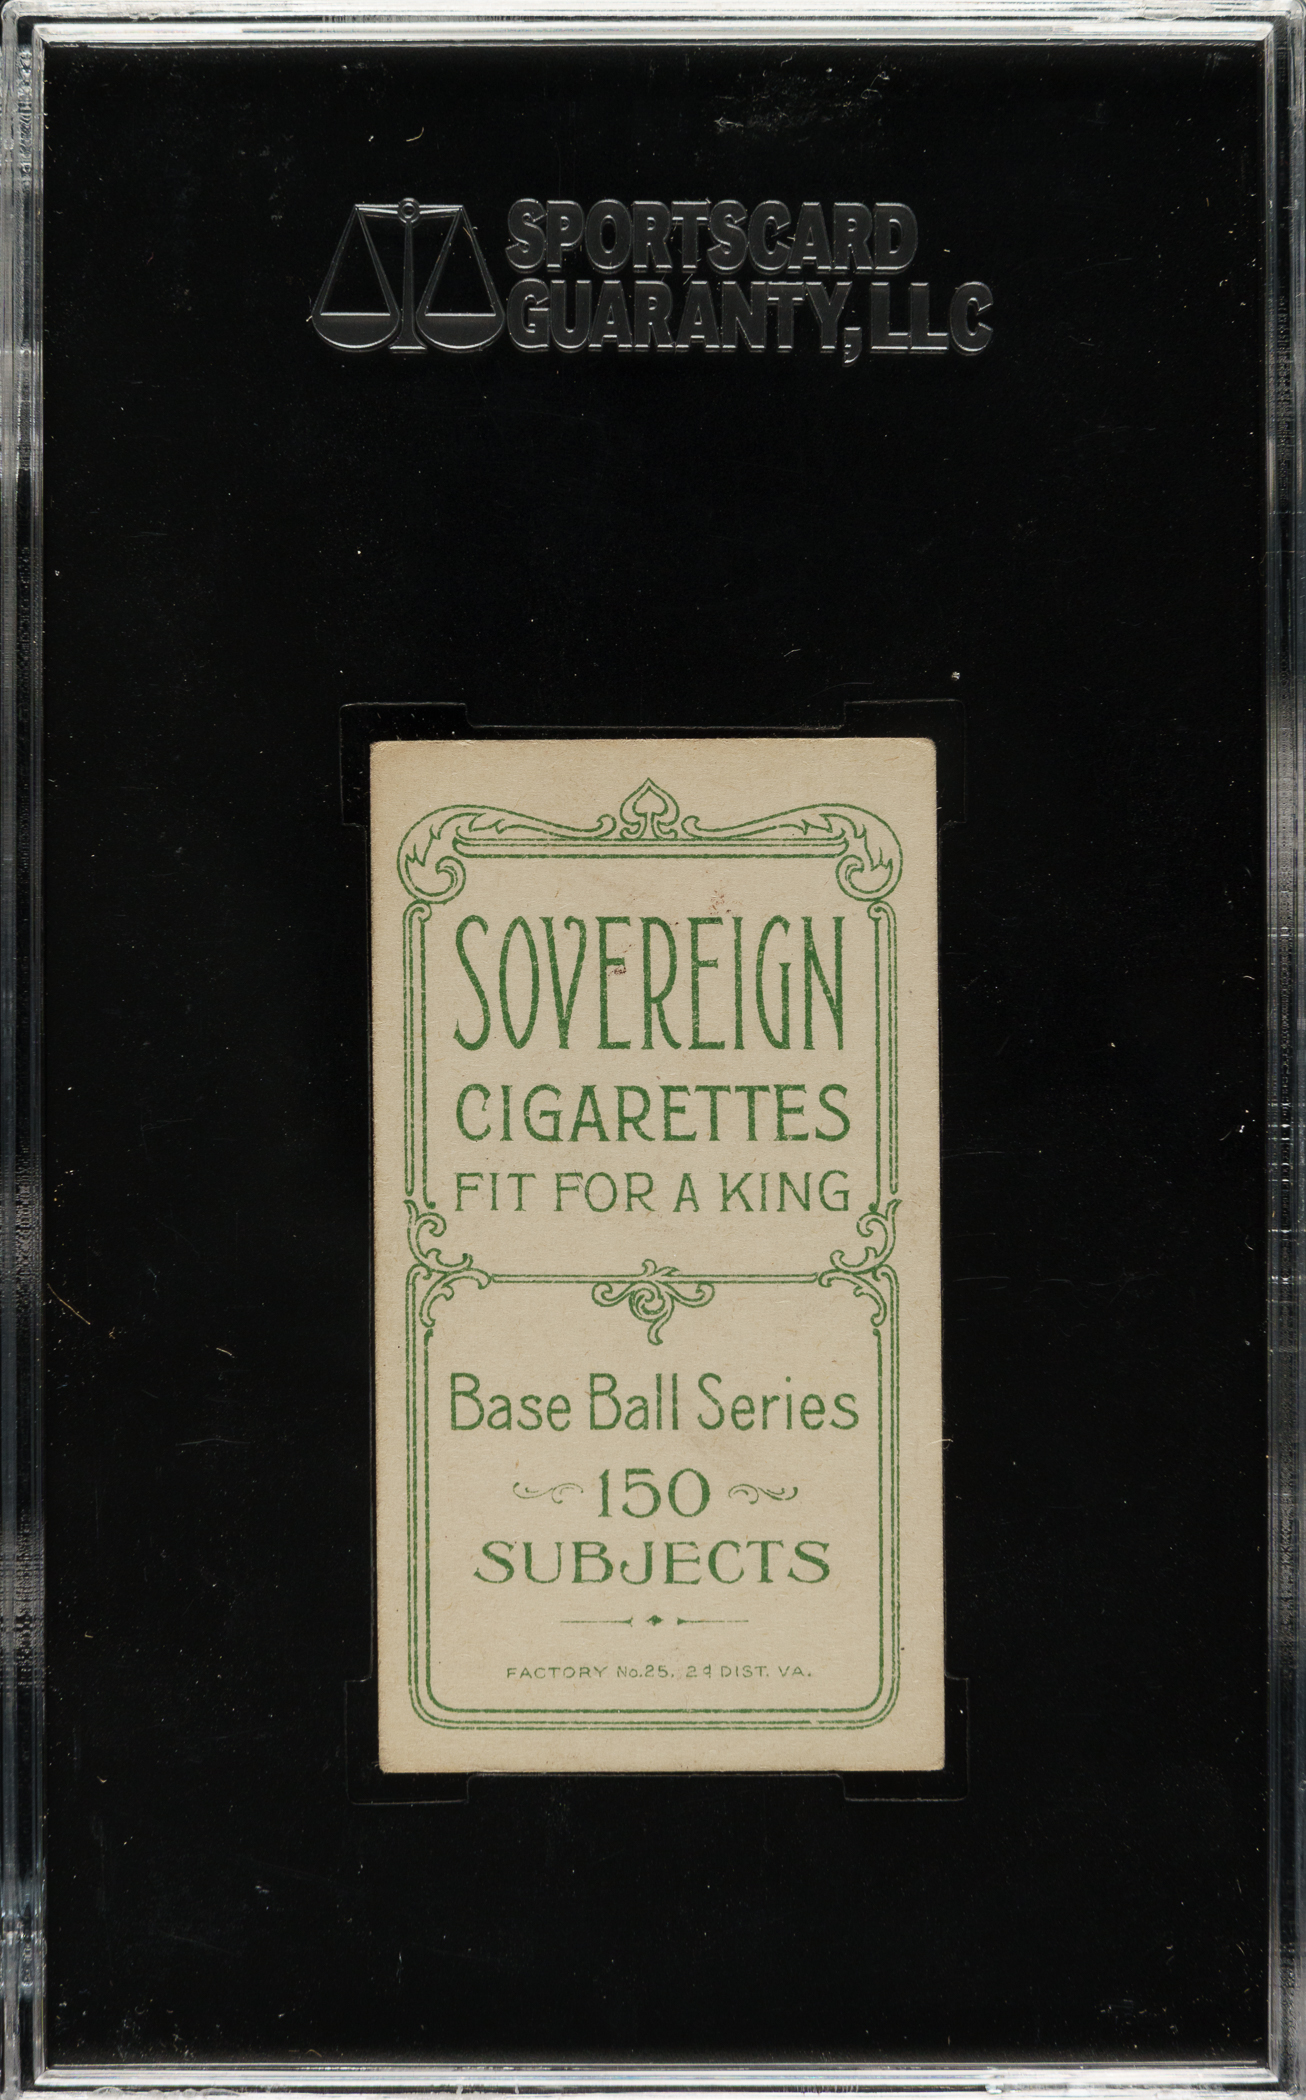 SPORTSCARD
GUARANTY, LLC
SOVEREIGN
CIGARETTES
FIT FOR A KING
Base Ball Series
150
SUBJECTS
FACTORY No.25. 2d DIST. VA.